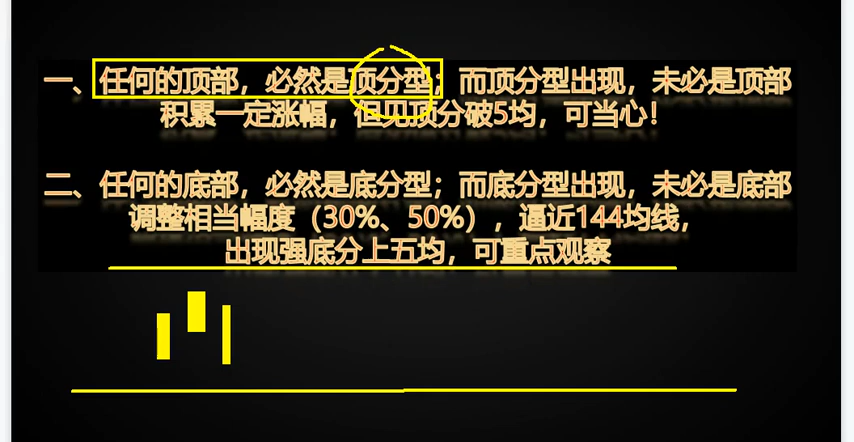 一、任何的顶部，必然是顶分型；而顶分型出现，未必是顶部
积累一定涨幅，但见顶分破5均，可当心！
二、任何的底部，必然是底分型；而底分型出现，未必是底部
调整相当幅度（30%、50%），逼近144均线，
出现强底分上五均，可重点观察